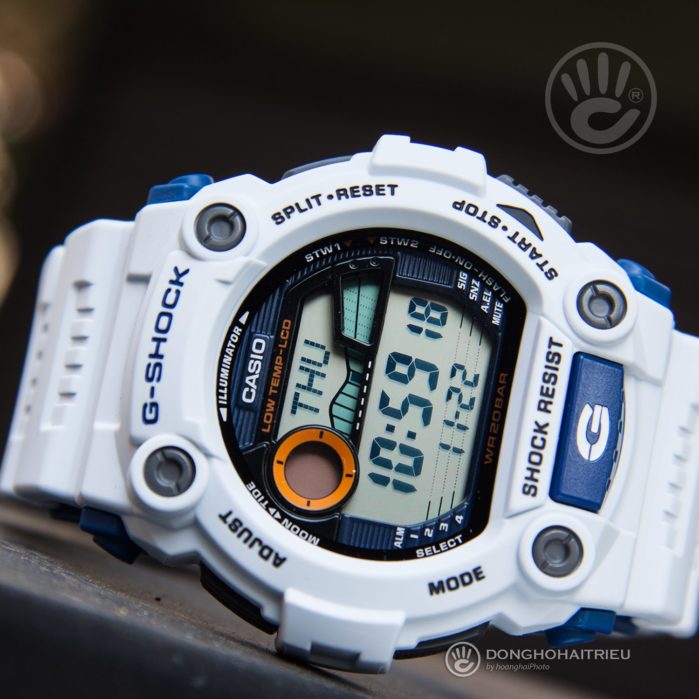 ®
SPLIT•RESET
START•STOP
STW1 STW2
FLASH-ON-OFF
SIG
SNZ
A.EL
MUTE
G-SHOCK
ILLUMINATOR
CASIO
LOW TEMP-LCD
THU
10:59 18
11-22
WR20BAR
SHOCK RESIST
G
MOON TIDE
ALM 1 2 3 4
SELECT
ADJUST
MODE
DONGHOHAITRIEU
by hoanghaiPhoto